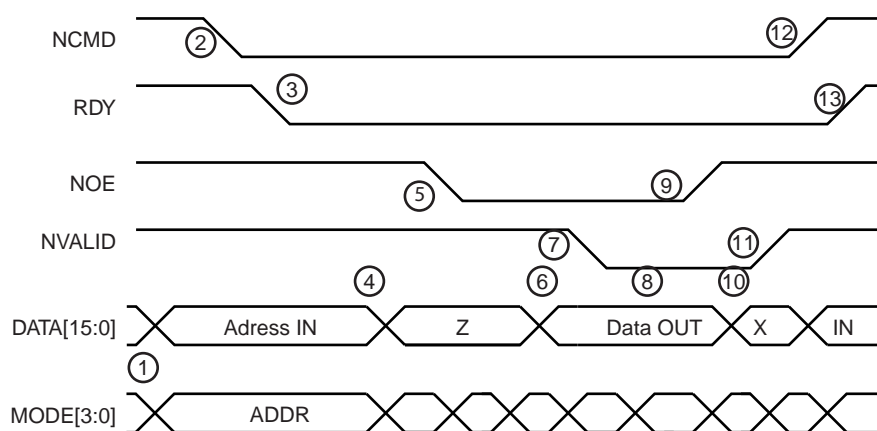 NCMD ② ⑫
RDY ③ ⑬
NOE ⑤ ⑨
NVALID ⑦ ⑪
④ ⑥ ⑧ ⑩
DATA[15:0] Adress IN Z Data OUT X IN
①
MODE[3:0] ADDR